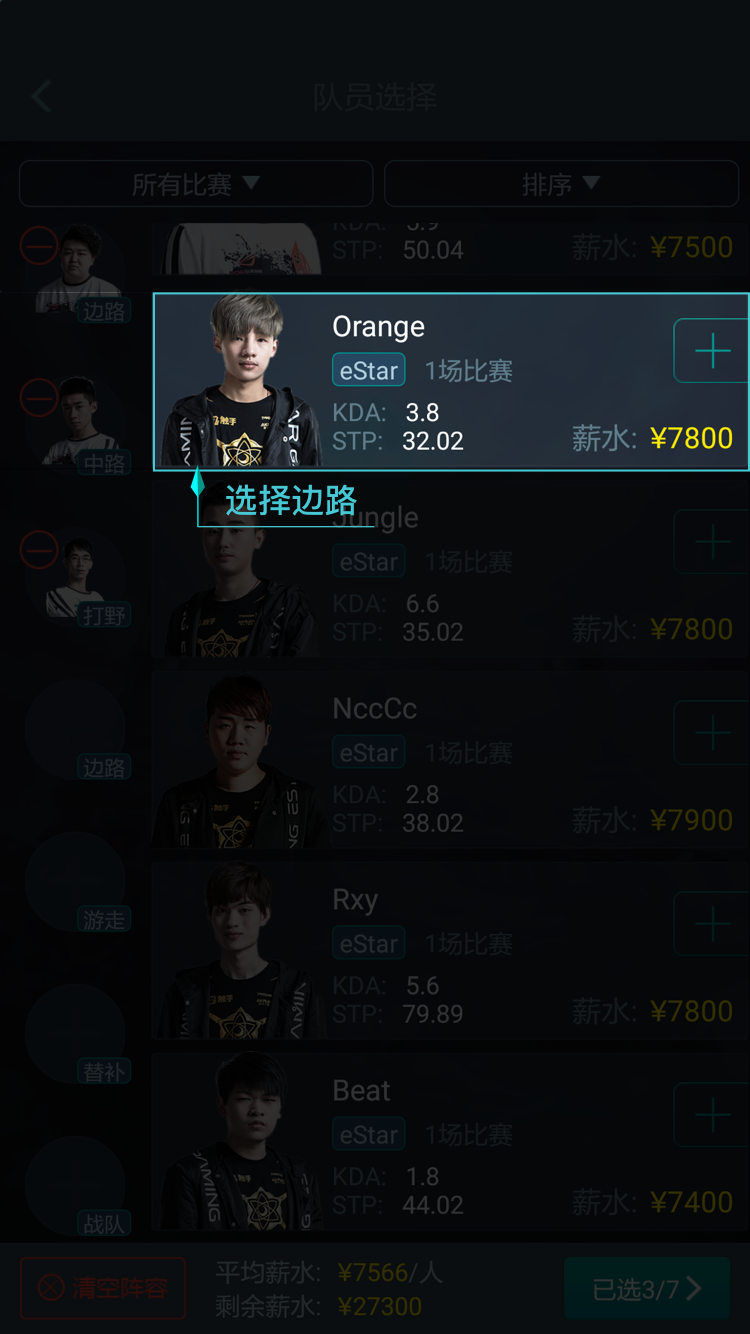 队员选择
所有比赛
排序
STP: 50.04
薪水: ¥7500
边路
中路
打野
边路
游走
替补
战队
Orange
eStar 1场比赛
KDA: 3.8
STP: 32.02
薪水: ¥7800
选择边路
Jungle
eStar 1场比赛
KDA: 6.6
STP: 35.02
薪水: ¥7800
NccCc
eStar 1场比赛
KDA: 2.8
STP: 38.02
薪水: ¥7900
Rxy
eStar 1场比赛
KDA: 5.6
STP: 79.89
薪水: ¥7800
Beat
eStar 1场比赛
KDA: 1.8
STP: 44.02
薪水: ¥7400
清空阵容
平均薪水: ¥7566/人
剩余薪水: ¥27300
已选3/7